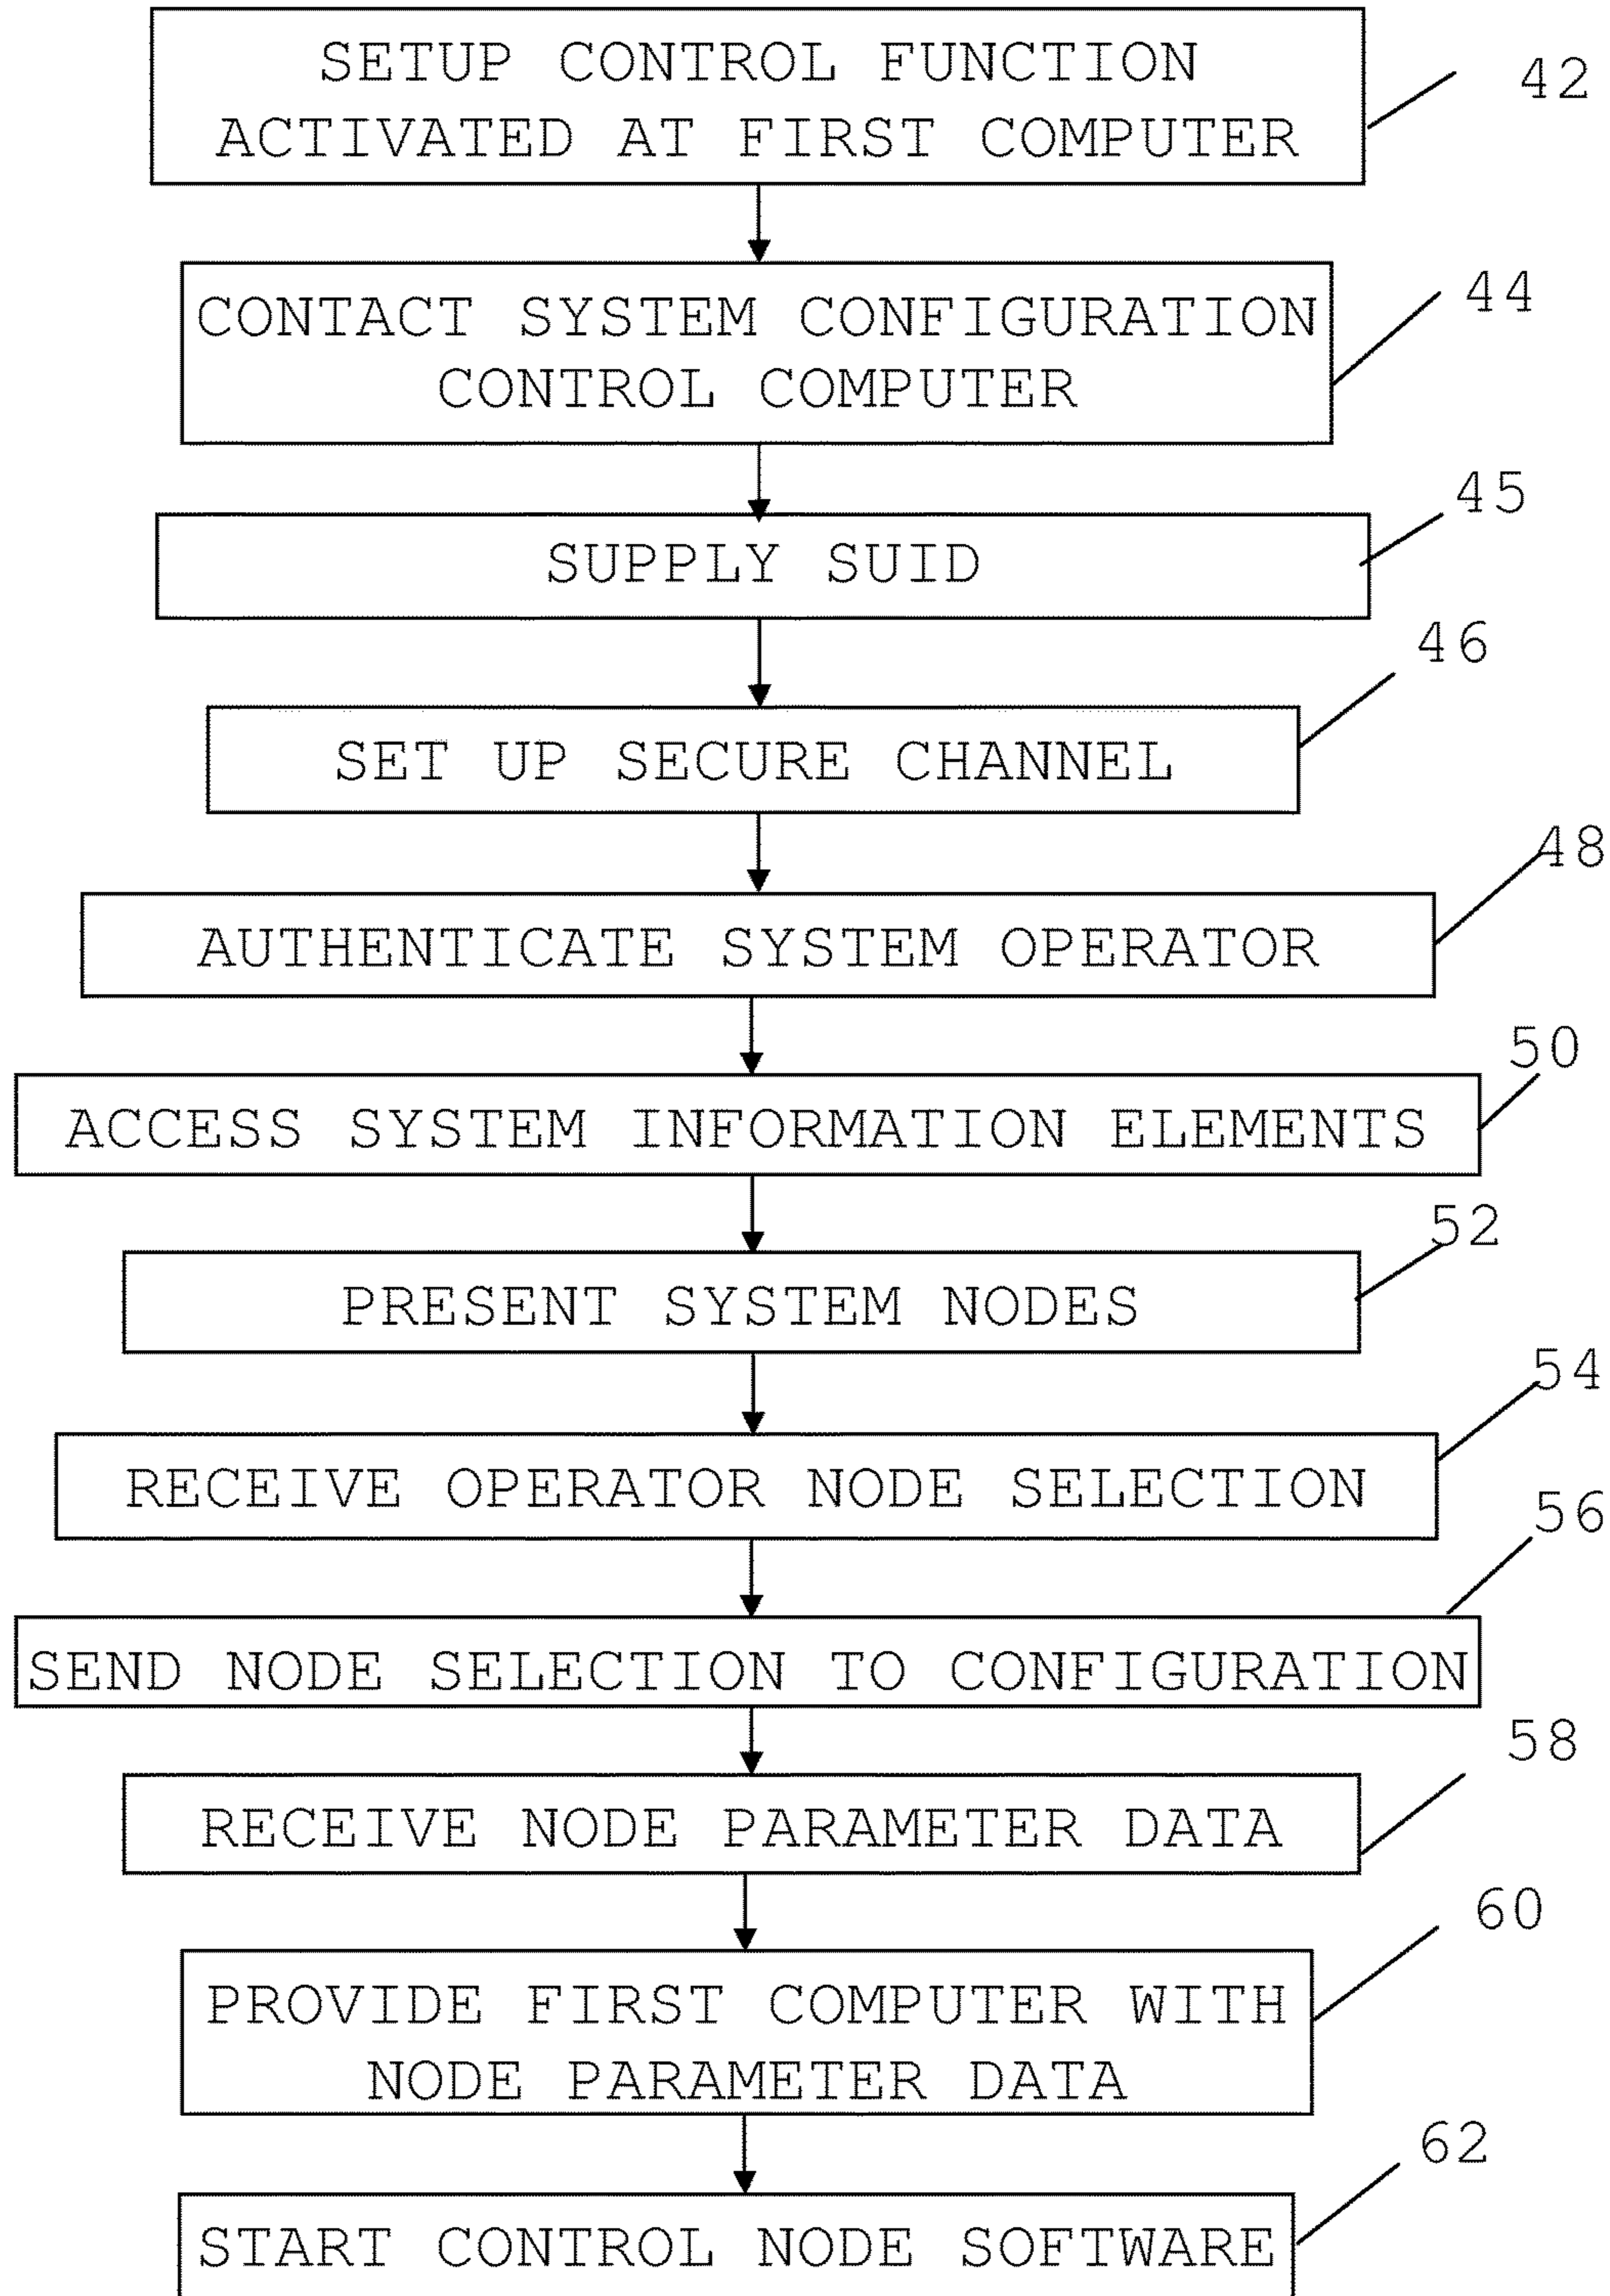 SETUP CONTROL FUNCTION
ACTIVATED AT FIRST COMPUTER
42
CONTACT SYSTEM CONFIGURATION
CONTROL COMPUTER
44
SUPPLY SUID
45
SET UP SECURE CHANNEL
46
AUTHENTICATE SYSTEM OPERATOR
48
ACCESS SYSTEM INFORMATION ELEMENTS
50
PRESENT SYSTEM NODES
52
RECEIVE OPERATOR NODE SELECTION
54
SEND NODE SELECTION TO CONFIGURATION
56
RECEIVE NODE PARAMETER DATA
58
PROVIDE FIRST COMPUTER WITH
NODE PARAMETER DATA
60
START CONTROL NODE SOFTWARE
62